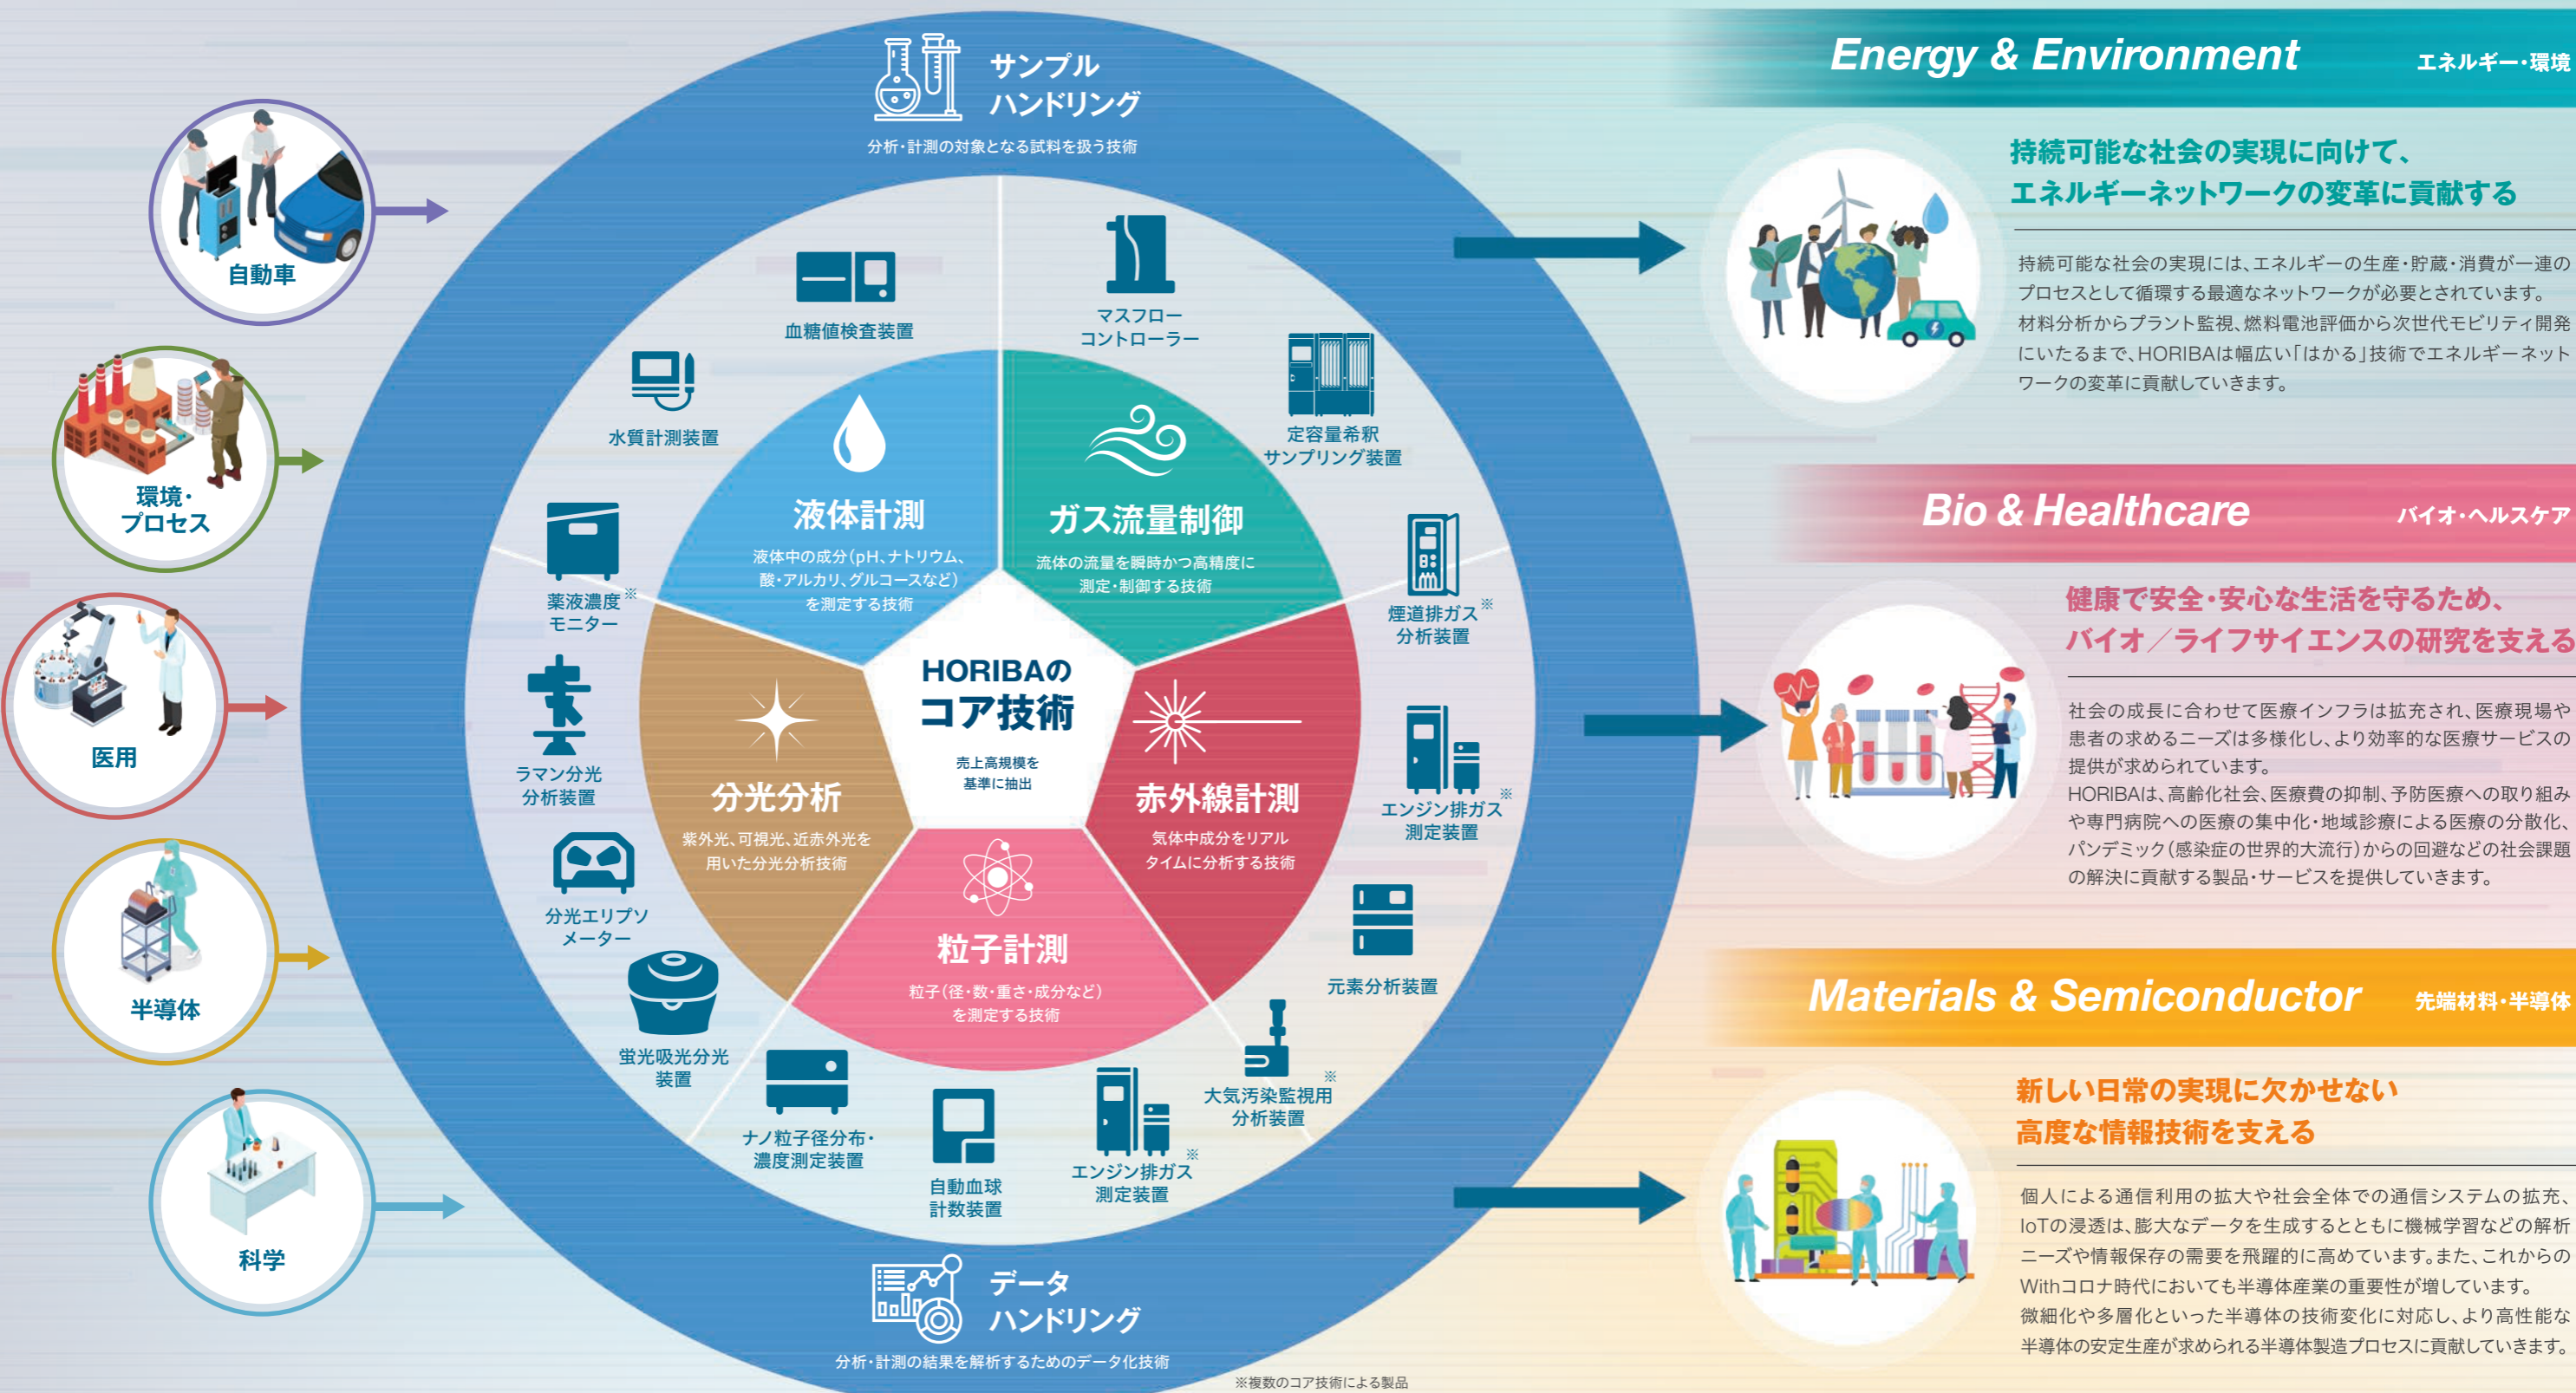 自動車
環境・
プロセス
医用
半導体
科学
サンプル
ハンドリング
分析・計測の対象となる試料を扱う技術
血糖値検査装置
水質計測装置
薬液濃度※
モニター
マスフロー
コントローラー
定容量希釈
サンプリング装置
煙道排ガス※
分析装置
エンジン排ガス※
測定装置
元素分析装置
大気汚染監視用※
分析装置
エンジン排ガス※
測定装置
自動血球
計数装置
ナノ粒子径分布・
濃度測定装置
蛍光吸光分光
装置
分光エリプソ
メーター
ラマン分光
分析装置
液体計測
液体中の成分(pH、ナトリウム、
酸・アルカリ、グルコースなど)
を測定する技術
ガス流量制御
流体の流量を瞬時かつ高精度に
測定・制御する技術
赤外線計測
気体中成分をリアル
タイムに分析する技術
粒子計測
粒子(径・数・重さ・成分など)
を測定する技術
分光分析
紫外光、可視光、近赤外光を
用いた分光分析技術
HORIBAの
コア技術
売上高規模を
基準に抽出
データ
ハンドリング
分析・計測の結果を解析するためのデータ化技術
※複数のコア技術による製品
Energy & Environment エネルギー・環境
持続可能な社会の実現に向けて、
エネルギーネットワークの変革に貢献する
持続可能な社会の実現には、エネルギーの生産・貯蔵・消費が一連の
プロセスとして循環する最適なネットワークが必要とされています。
材料分析からプラント監視、燃料電池評価から次世代モビリティ開発
にいたるまで、HORIBAは幅広い「はかる」技術でエネルギーネット
ワークの変革に貢献していきます。
Bio & Healthcare バイオ・ヘルスケア
健康で安全・安心な生活を守るため、
バイオ／ライフサイエンスの研究を支える
社会の成長に合わせて医療インフラは拡充され、医療現場や
患者の求めるニーズは多様化し、より効率的な医療サービスの
提供が求められています。
HORIBAは、高齢化社会、医療費の抑制、予防医療への取り組み
や専門病院への医療の集中化・地域診療による医療の分散化、
パンデミック(感染症の世界的大流行)からの回避などの社会課題
の解決に貢献する製品・サービスを提供していきます。
Materials & Semiconductor 先端材料・半導体
新しい日常の実現に欠かせない
高度な情報技術を支える
個人による通信利用の拡大や社会全体での通信システムの拡充、
IoTの浸透は、膨大なデータを生成するとともに機械学習などの解析
ニーズや情報保存の需要を飛躍的に高めています。また、これからの
Withコロナ時代においても半導体産業の重要性が増しています。
微細化や多層化といった半導体の技術変化に対応し、より高性能な
半導体の安定生産が求められる半導体製造プロセスに貢献していきます。